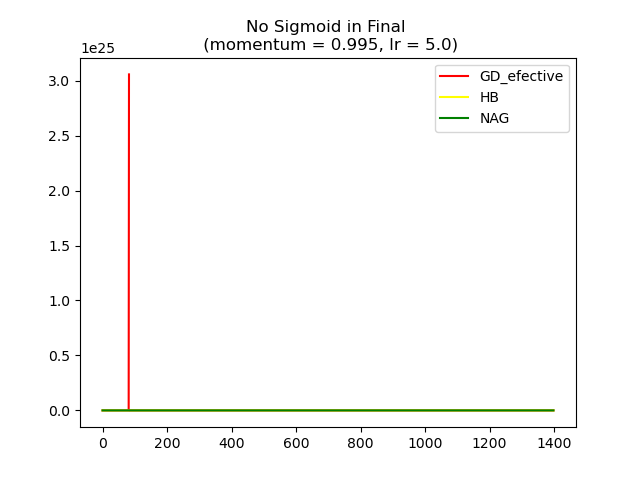 No Sigmoid in Final
(momentum = 0.995, lr = 5.0)
1e25
GD_efective
HB
NAG
3.0
2.5
2.0
1.5
1.0
0.5
0.0
0 200 400 600 800 1000 1200 1400